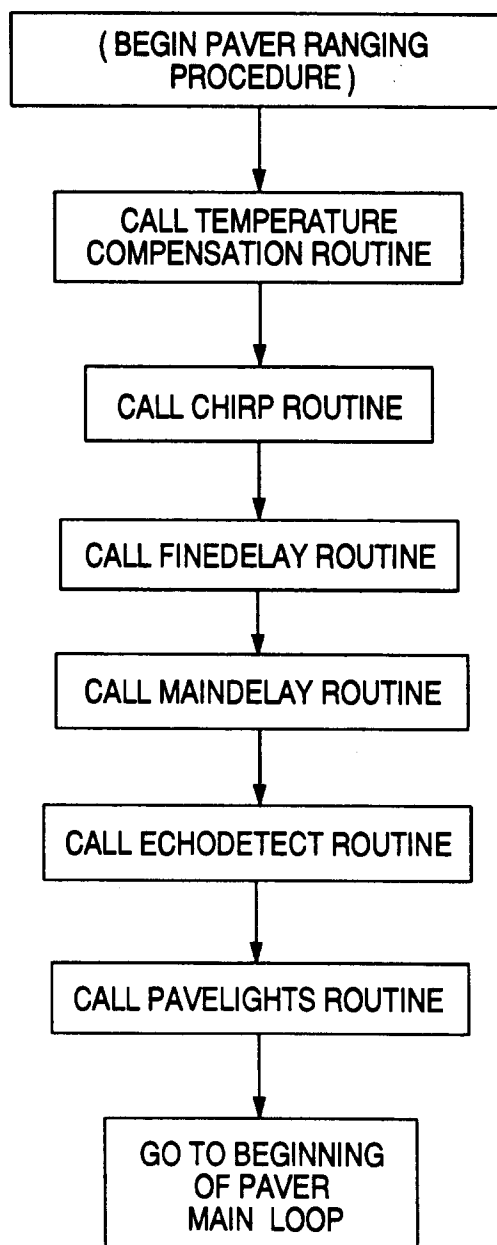 ( BEGIN PAVER RANGING
PROCEDURE )
CALL TEMPERATURE
COMPENSATION ROUTINE
CALL CHIRP ROUTINE
CALL FINEDELAY ROUTINE
CALL MAINDELAY ROUTINE
CALL ECHODETECT ROUTINE
CALL PAVELIGHTS ROUTINE
GO TO BEGINNING
OF PAVER
MAIN LOOP